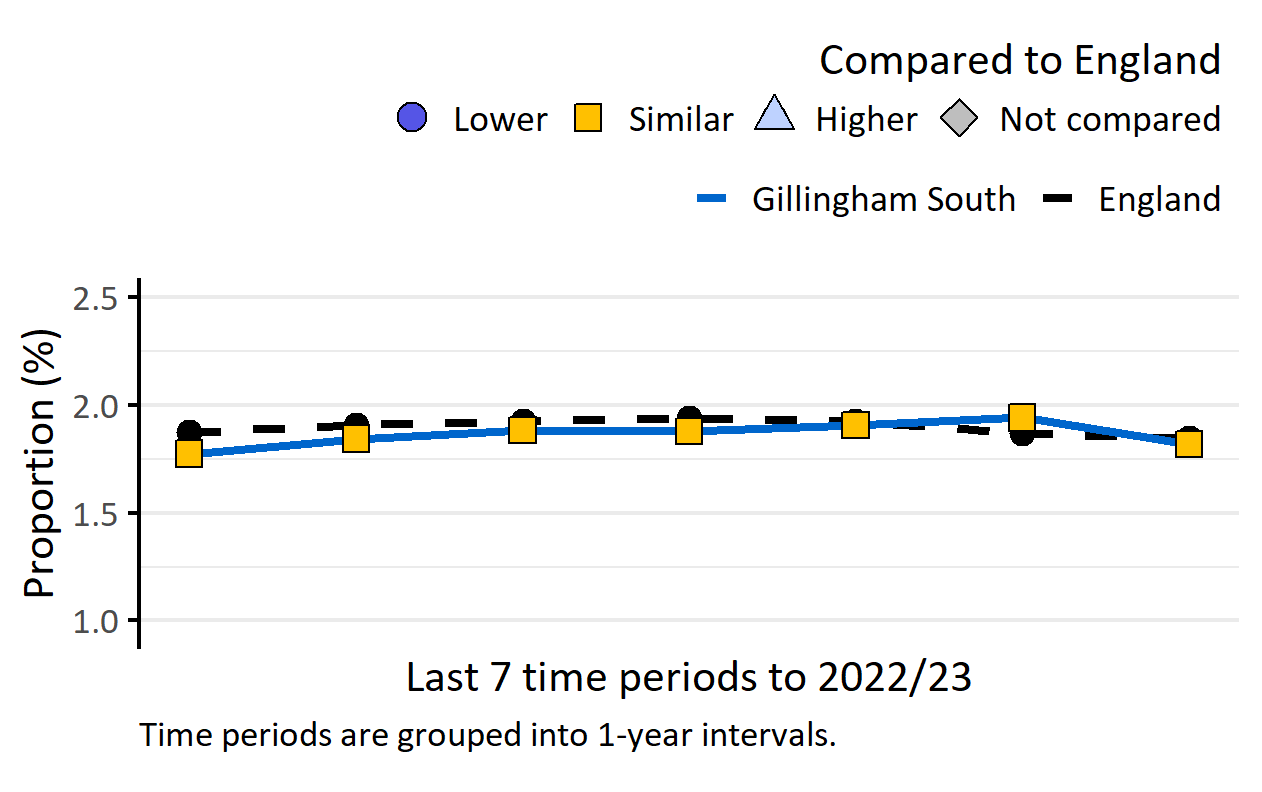 Compared to England
Lower Similar Higher Not compared
Gillingham South England
2.5
2.0
1.5
1.0
Proportion (%)
Last 7 time periods to 2022/23
Time periods are grouped into 1-year intervals.